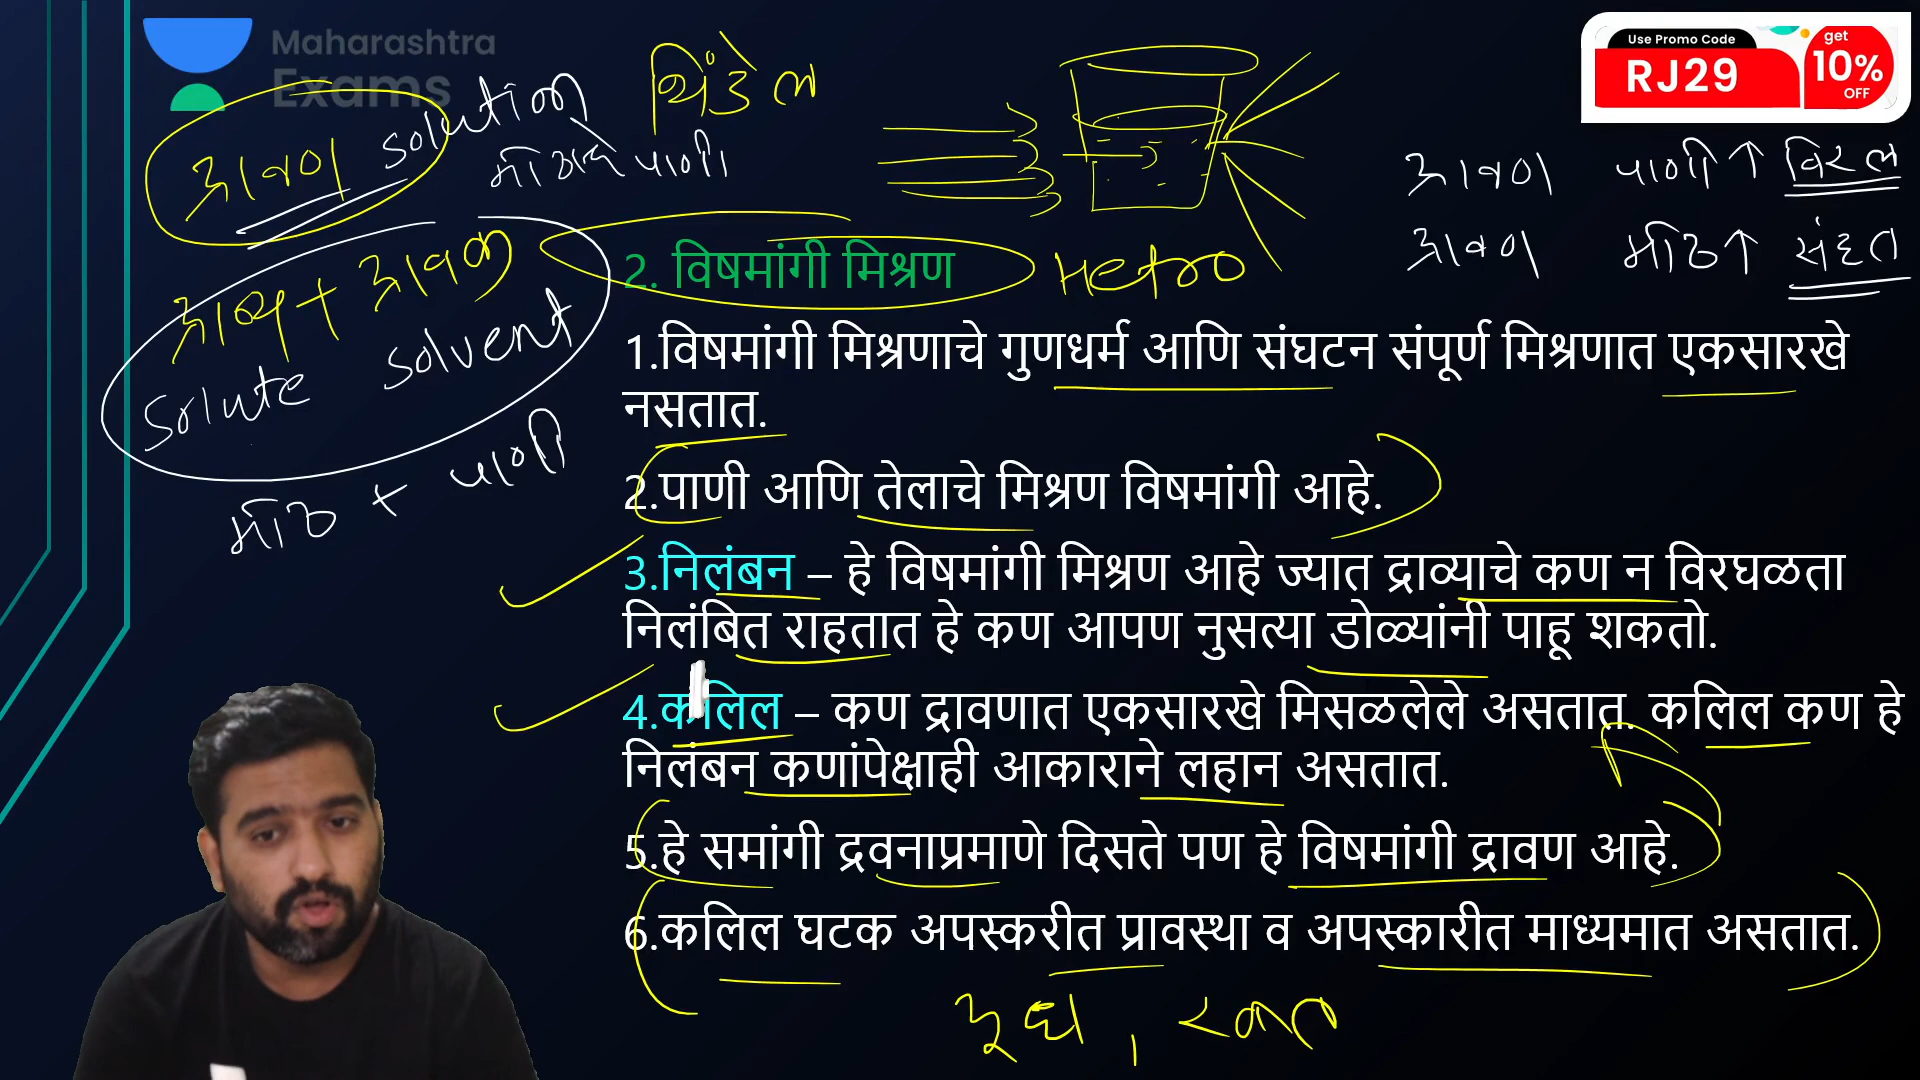 Maharashtra
Exams
Use Promo Code
RJ29
get
10%
OFF
द्रावण solution
टिंडेल
मीठाचे पाणी
द्रावण पाणी ↑ विरल
द्रावण मीठ ↑ संहत
द्राव्य + द्रावक
solute solvent
मीठ + पाणी
2. विषमांगी मिश्रण
Hetro
1.विषमांगी मिश्रणाचे गुणधर्म आणि संघटन संपूर्ण मिश्रणात एकसारखे
नसतात.
2.पाणी आणि तेलाचे मिश्रण विषमांगी आहे.
3.निलंबन – हे विषमांगी मिश्रण आहे ज्यात द्राव्याचे कण न विरघळता
निलंबित राहतात हे कण आपण नुसत्या डोळ्यांनी पाहू शकतो.
4.कलिल – कण द्रावणात एकसारखे मिसळलेले असतात. कलिल कण हे
निलंबन कणांपेक्षाही आकाराने लहान असतात.
5.हे समांगी द्रवनाप्रमाणे दिसते पण हे विषमांगी द्रावण आहे.
6.कलिल घटक अपस्करीत प्रावस्था व अपस्कारीत माध्यमात असतात.
दूध , रक्त